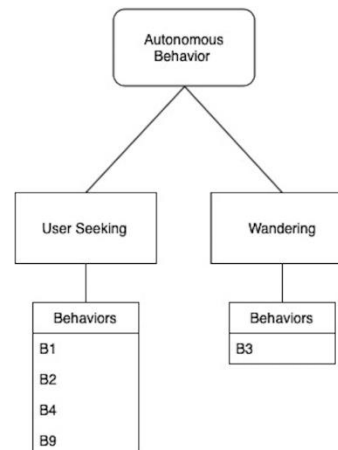 Autonomous
Behavior
User Seeking
Wandering
Behaviors
B1
B2
B4
B9
Behaviors
B3